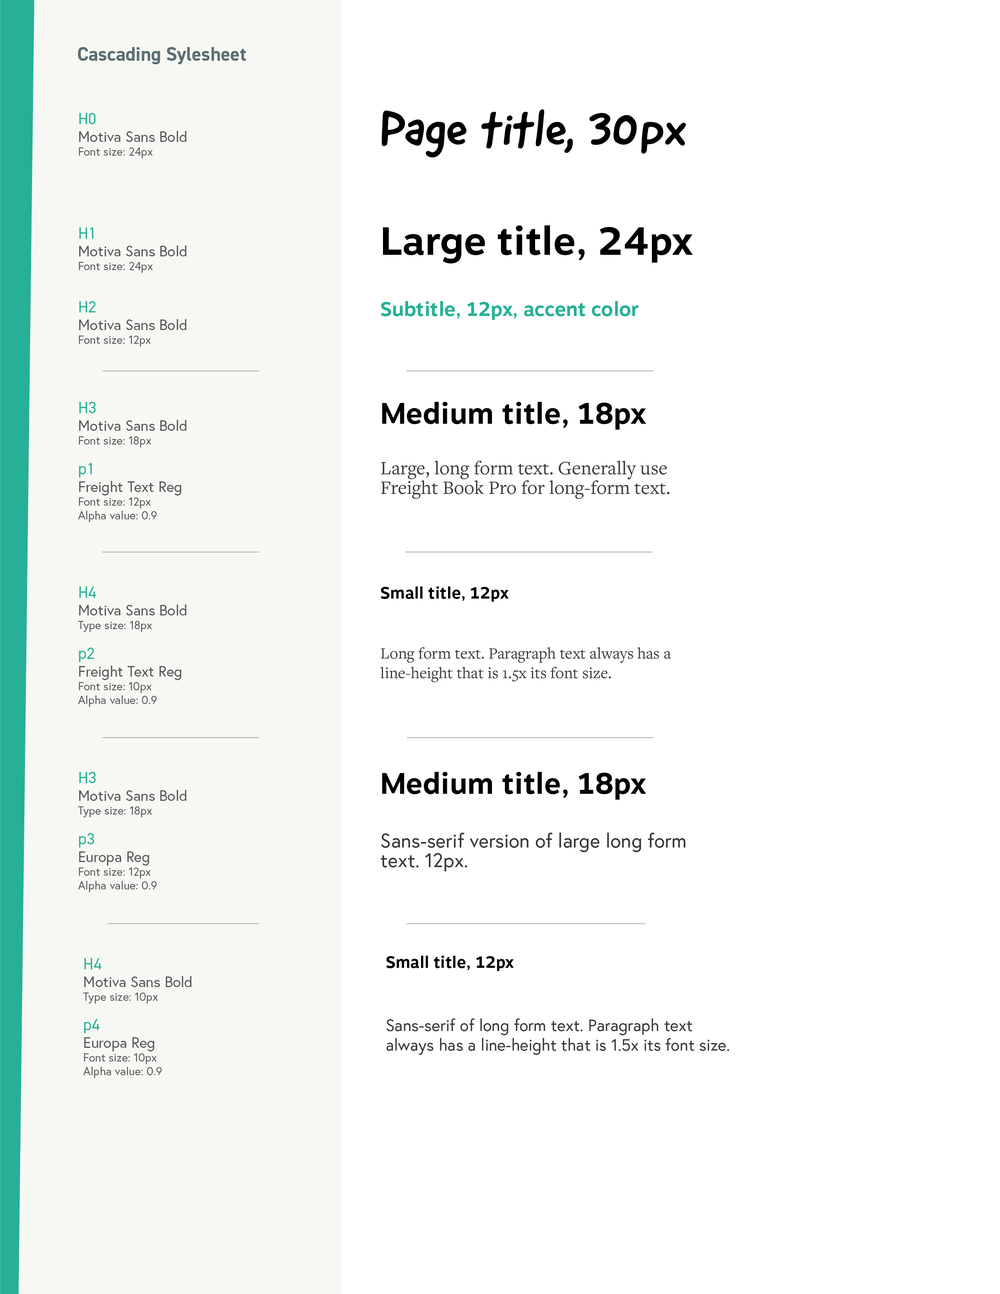 Cascading Sylesheet
H0
Motiva Sans Bold
Font size: 24px
Page title, 30px
H1
Motiva Sans Bold
Font size: 24px
Large title, 24px
H2
Motiva Sans Bold
Font size: 12px
Subtitle, 12px, accent color
H3
Motiva Sans Bold
Font size: 18px
Medium title, 18px
p1
Freight Text Reg
Font size: 12px
Alpha value: 0.9
Large, long form text. Generally use
Freight Book Pro for long-form text.
H4
Motiva Sans Bold
Type size: 18px
Small title, 12px
p2
Freight Text Reg
Font size: 10px
Alpha value: 0.9
Long form text. Paragraph text always has a
line-height that is 1.5x its font size.
H3
Motiva Sans Bold
Type size: 18px
Medium title, 18px
p3
Europa Reg
Font size: 12px
Alpha value: 0.9
Sans-serif version of large long form
text. 12px.
H4
Motiva Sans Bold
Type size: 10px
Small title, 12px
p4
Europa Reg
Font size: 10px
Alpha value: 0.9
Sans-serif of long form text. Paragraph text
always has a line-height that is 1.5x its font size.